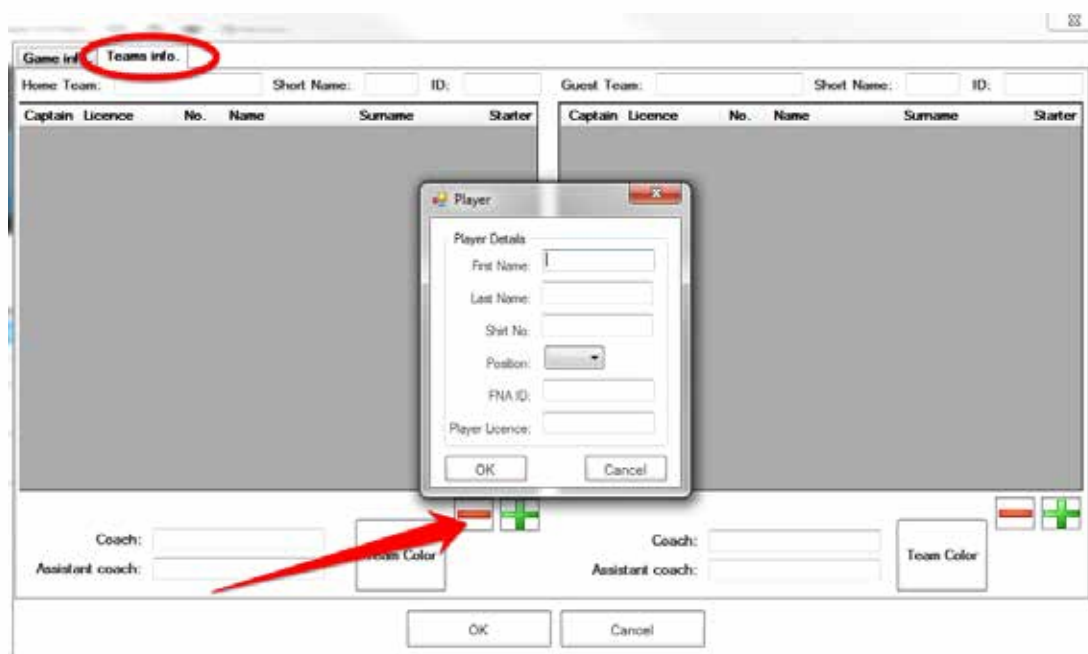 Game inf Teams info.
Home Team: Short Name: ID: Guest Team: Short Name: ID:
Captain Licence No. Name Surname Starter Captain Licence No. Name Surname Starter
Player
Player Details
First Name:
Last Name:
Shirt No:
Position:
FNA ID:
Player Licence:
OK Cancel
Coach: Team Color Coach: Team Color
Assistant coach: Assistant coach:
OK Cancel